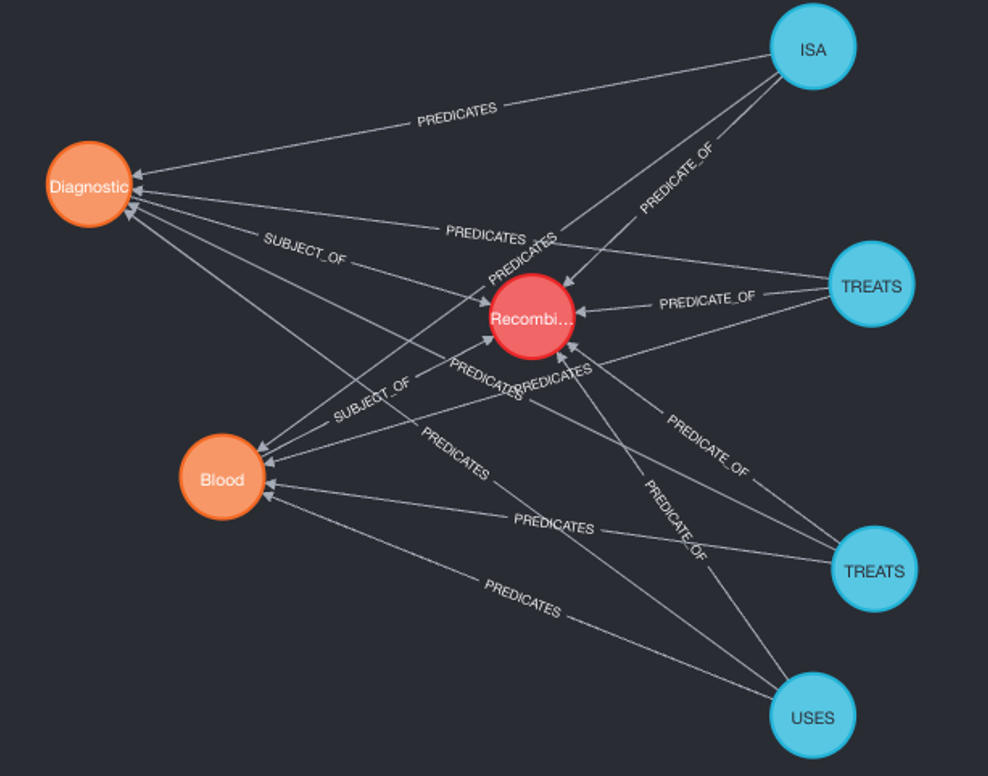 ISA
PREDICATES
PREDICATE_OF
Diagnostic
PREDICATES
SUBJECT_OF
PREDICATES
TREATS
PREDICATE_OF
Recombi...
PREDICATES
PREDICATES
SUBJECT_OF
PREDICATES
PREDICATE_OF
Blood
PREDICATE_OF
PREDICATES
TREATS
PREDICATES
USES